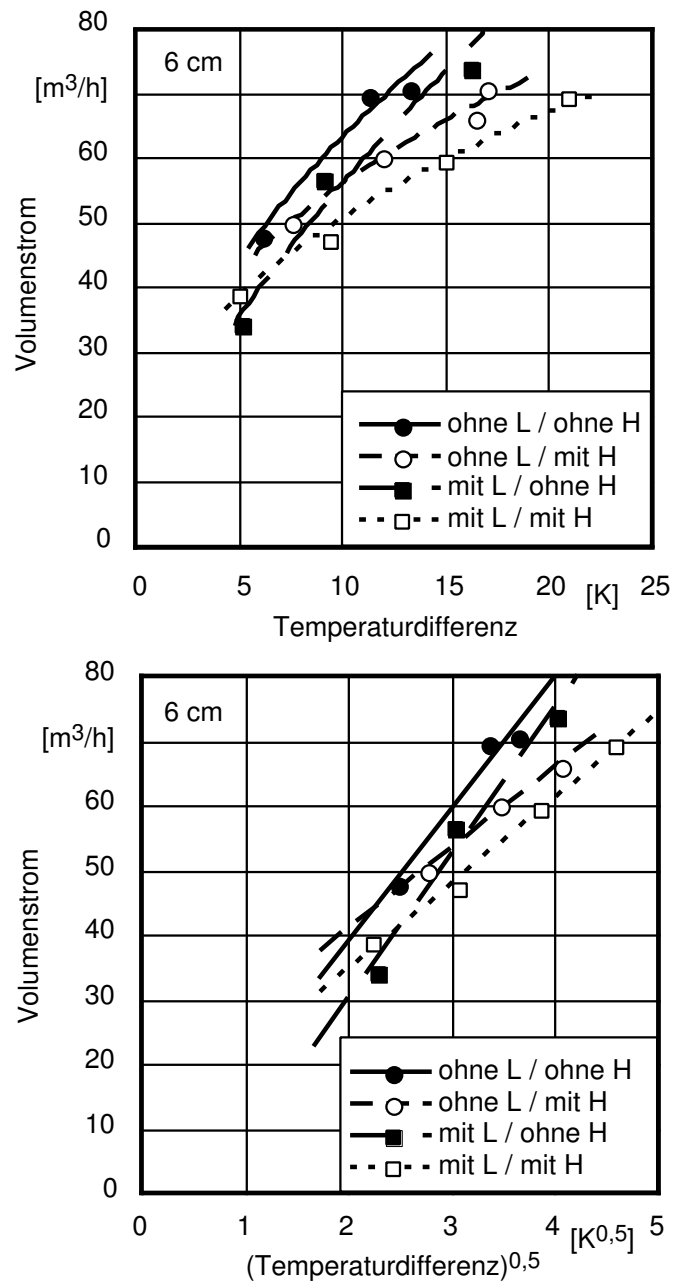 80
6 cm
[m³/h]
70
60
50
40
30
20
10
0
Volumenstrom
ohne L / ohne H
ohne L / mit H
mit L / ohne H
mit L / mit H
0 5 10 15 20 [K] 25
Temperaturdifferenz
80
6 cm
[m³/h]
70
60
50
40
30
20
10
0
Volumenstrom
ohne L / ohne H
ohne L / mit H
mit L / ohne H
mit L / mit H
0 1 2 3 4 [K⁰,⁵] 5
(Temperaturdifferenz)⁰,⁵